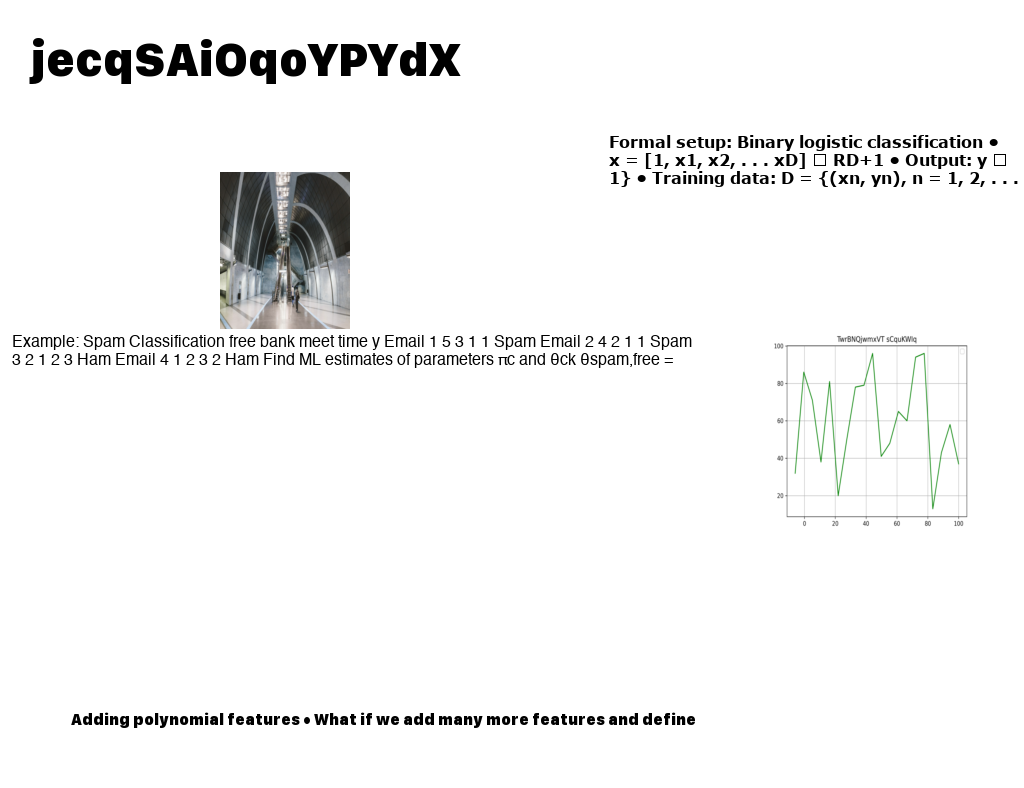 jecqSAiOqoYPYdX
Formal setup: Binary logistic classification •
x = [1, x1, x2, . . . xD] □ RD+1 • Output: y □
1} • Training data: D = {(xn, yn), n = 1, 2, . . .
Example: Spam Classification free bank meet time y Email 1 5 3 1 1 Spam Email 2 4 2 1 1 Spam
3 2 1 2 3 Ham Email 4 1 2 3 2 Ham Find ML estimates of parameters πc and θck θspam,free =
TwrBNQjwmxVT sCquKWlq
100
80
60
40
20
0 20 40 60 80 100
Adding polynomial features • What if we add many more features and define